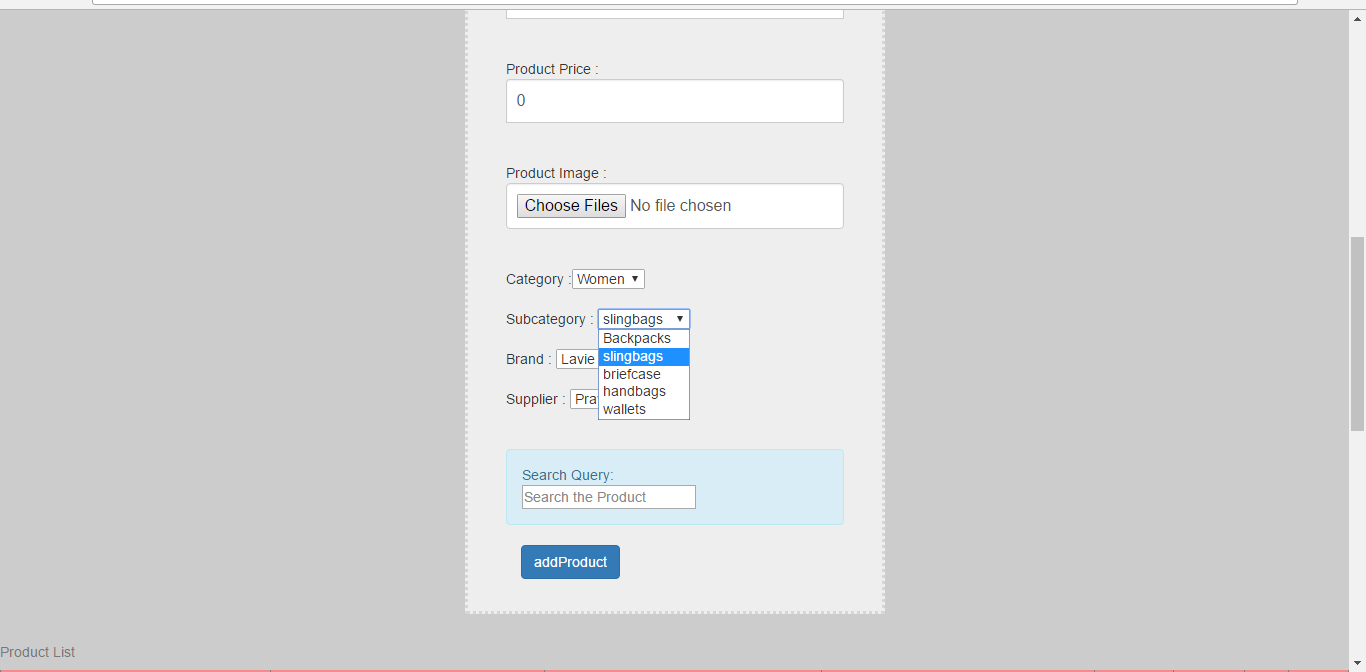 Product Price :
0
Product Image :
Choose Files No file chosen
Category : Women
Subcategory : slingbags
Backpacks
slingbags
briefcase
handbags
wallets
Brand : Lavie
Supplier : Pra
Search Query:
Search the Product
addProduct
Product List